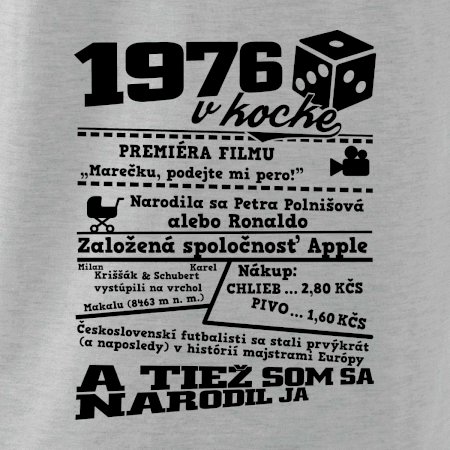 1976
v kocke
PREMIÉRA FILMU
„Marečku, podejte mi pero!”
Narodila sa Petra Polnišová
alebo Ronaldo
Založená spoločnosť Apple
Milan Karel
Kriššák & Schubert
vystúpili na vrchol
Makalu (8463 m n. m.)
Nákup:
CHLIEB ... 2,80 KČS
PIVO ... 1,60 KČS
Československí futbalisti sa stali prvýkrát
(a naposledy) v histórií majstrami Európy
A TIEŽ SOM SA
NARODIL JA